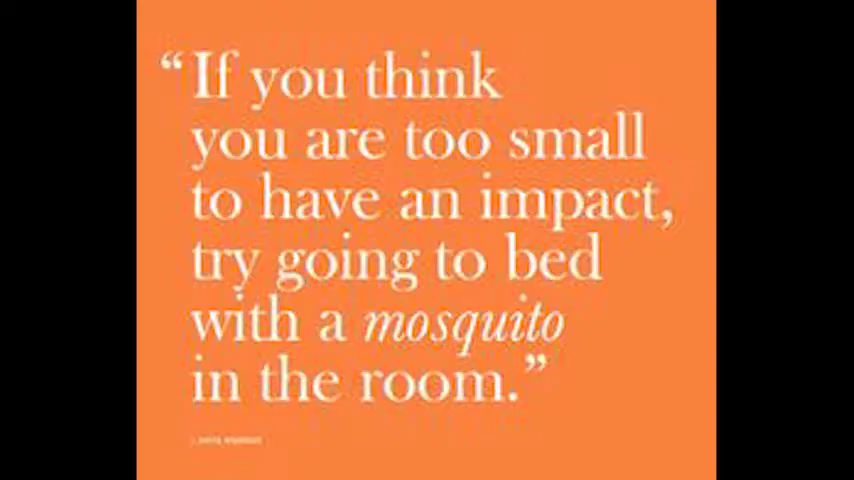 “If you think
you are too small
to have an impact,
try going to bed
with a mosquito
in the room.”